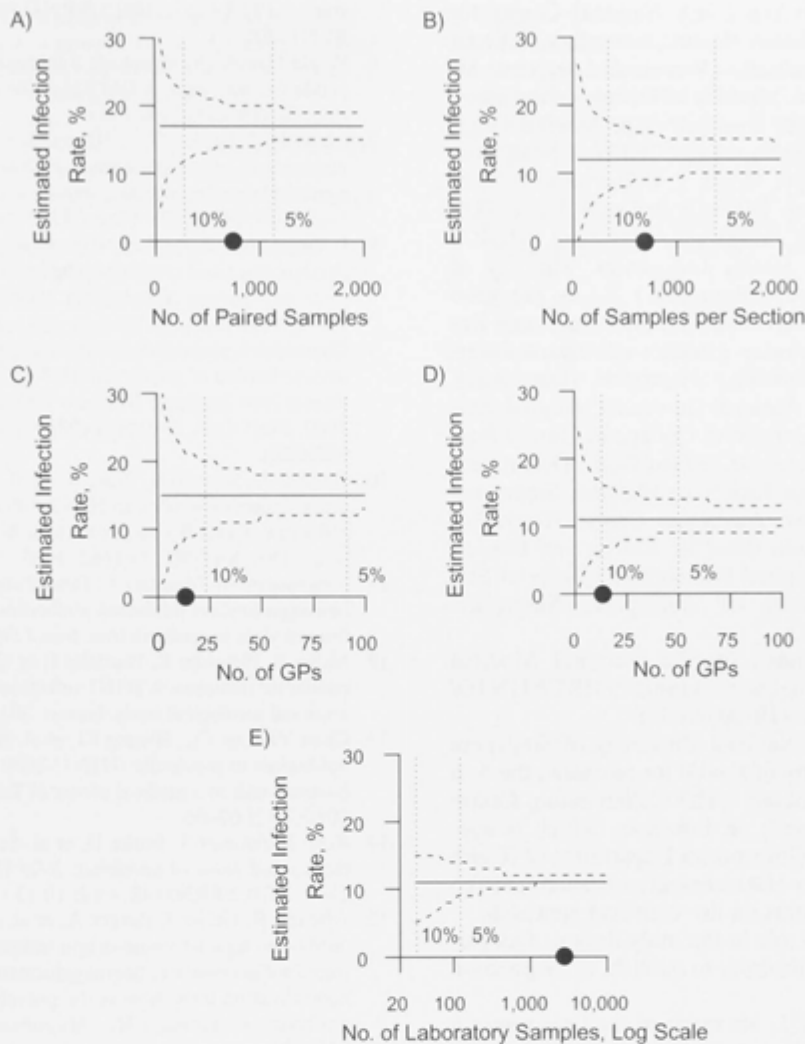 A)
Estimated Infection
Rate, %
30
20
10
0
10%
5%
0
1,000
2,000
No. of Paired Samples
B)
Estimated Infection
Rate, %
30
20
10
0
10%
5%
0
1,000
2,000
No. of Samples per Section
C)
Estimated Infection
Rate, %
30
20
10
0
10%
5%
0
25
50
75
100
No. of GPs
D)
Estimated Infection
Rate, %
30
20
10
0
10%
5%
0
25
50
75
100
No. of GPs
E)
Estimated Infection
Rate, %
30
20
10
0
10%
5%
20
100
1,000
10,000
No. of Laboratory Samples, Log Scale